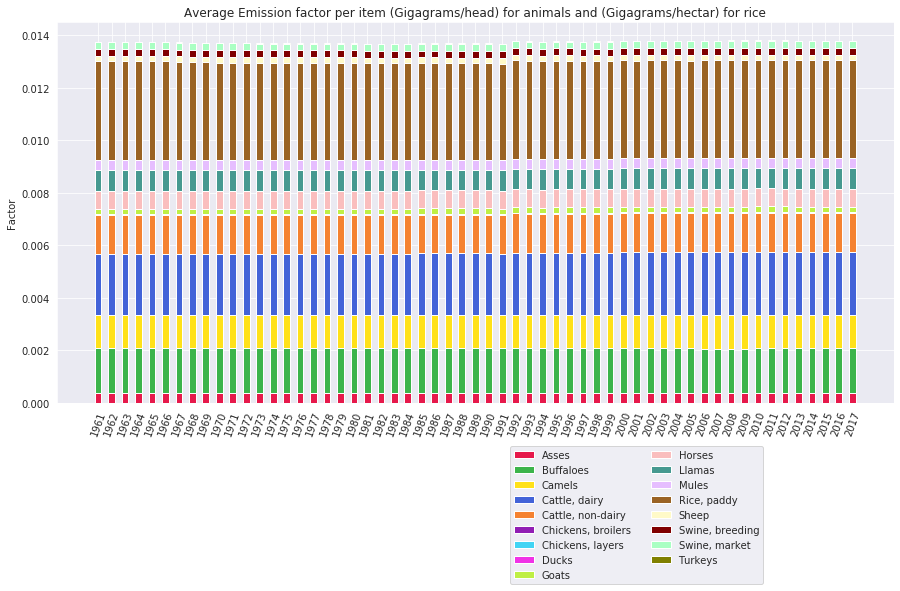 Average Emission factor per item (Gigagrams/head) for animals and (Gigagrams/hectar) for rice
0.014
0.012
0.010
0.008
0.006
0.004
0.002
0.000
Factor
1961 1962 1963 1964 1965 1966 1967 1968 1969 1970 1971 1972 1973 1974 1975 1976 1977 1978 1979 1980 1981 1982 1983 1984 1985 1986 1987 1988 1989 1990 1991 1992 1993 1994 1995 1996 1997 1998 1999 2000 2001 2002 2003 2004 2005 2006 2007 2008 2009 2010 2011 2012 2013 2014 2015 2016 2017
Asses
Buffaloes
Camels
Cattle, dairy
Cattle, non-dairy
Chickens, broilers
Chickens, layers
Ducks
Goats
Horses
Llamas
Mules
Rice, paddy
Sheep
Swine, breeding
Swine, market
Turkeys